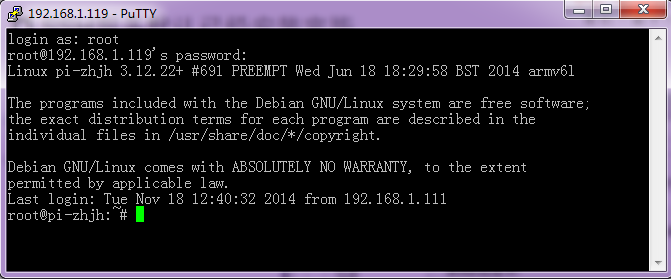 192.168.1.119 - PuTTY
login as: root
root@192.168.1.119's password:
Linux pi-zhjh 3.12.22+ #691 PREEMPT Wed Jun 18 18:29:58 BST 2014 armv6l
The programs included with the Debian GNU/Linux system are free software;
the exact distribution terms for each program are described in the
individual files in /usr/share/doc/*/copyright.
Debian GNU/Linux comes with ABSOLUTELY NO WARRANTY, to the extent
permitted by applicable law.
Last login: Tue Nov 18 12:40:32 2014 from 192.168.1.111
root@pi-zhjh:~#